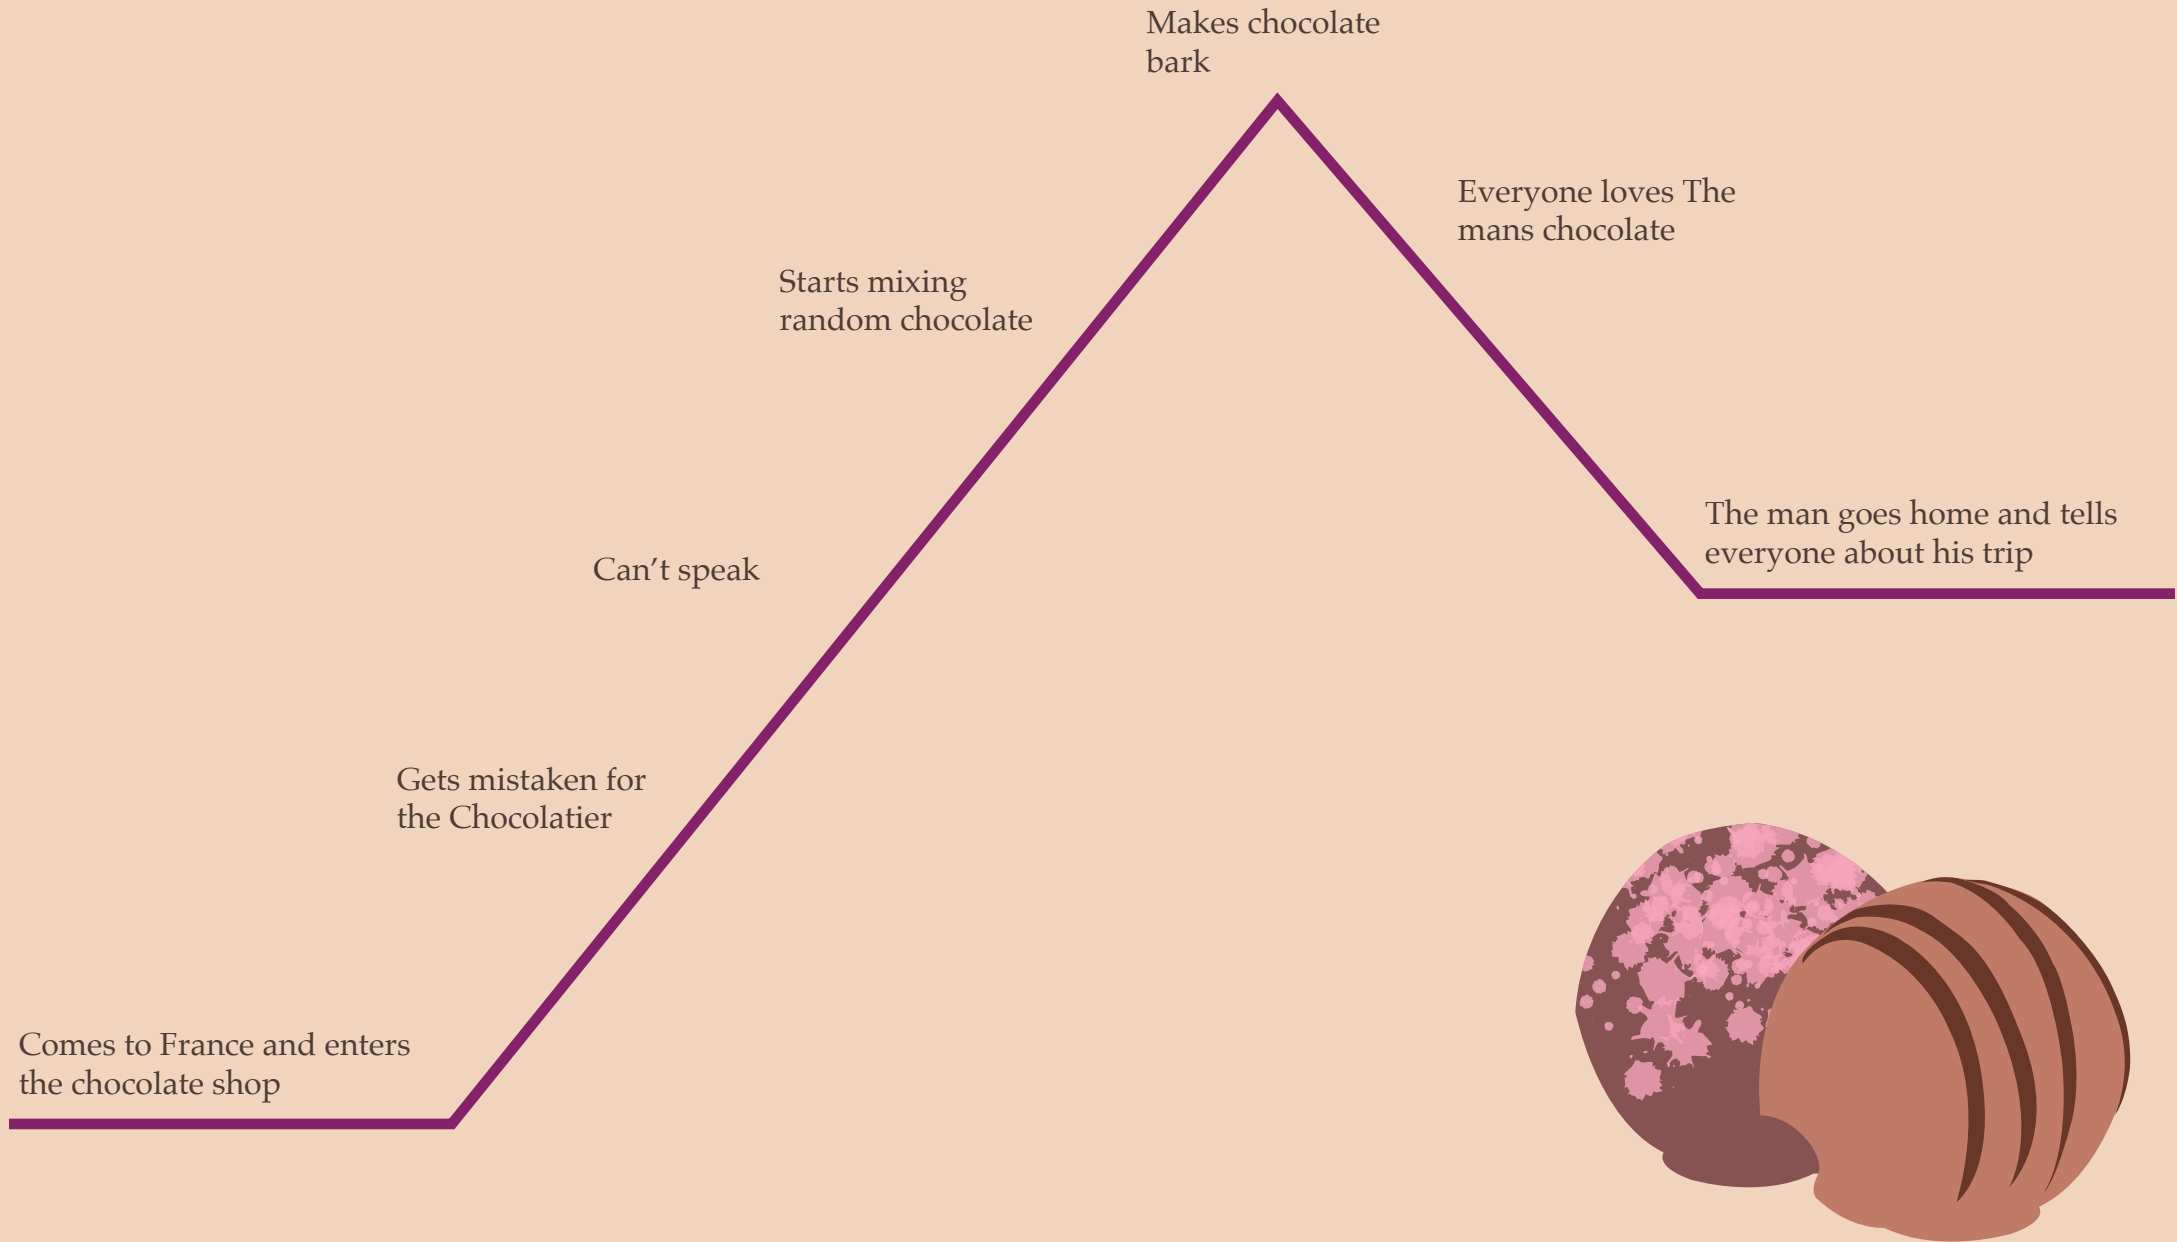 Makes chocolate
bark
Everyone loves The
mans chocolate
Starts mixing
random chocolate
The man goes home and tells
everyone about his trip
Can’t speak
Gets mistaken for
the Chocolatier
Comes to France and enters
the chocolate shop